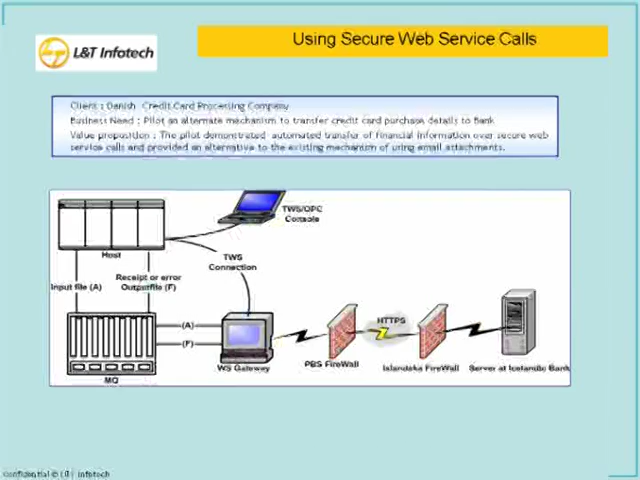 L&T Infotech
Using Secure Web Service Calls
Client : Danish Credit Card Processing Company
Business Need : Pilot an alternate mechanism to transfer credit card purchase details to Bank
Value proposition : The pilot demonstrated automated transfer of financial information over secure web
service calls and provided an alternative to the existing mechanism of using email attachments.
TWS/OPC
Console
Host
TWS
Connection
Receipt or error
Input file (A)
Outputfile (F)
(A)
HTTPS
(F)
PBS FireWall
WS Gateway
Islandska FireWall
Server at Icelandic Bank
MQ
Confidential © L&T Infotech